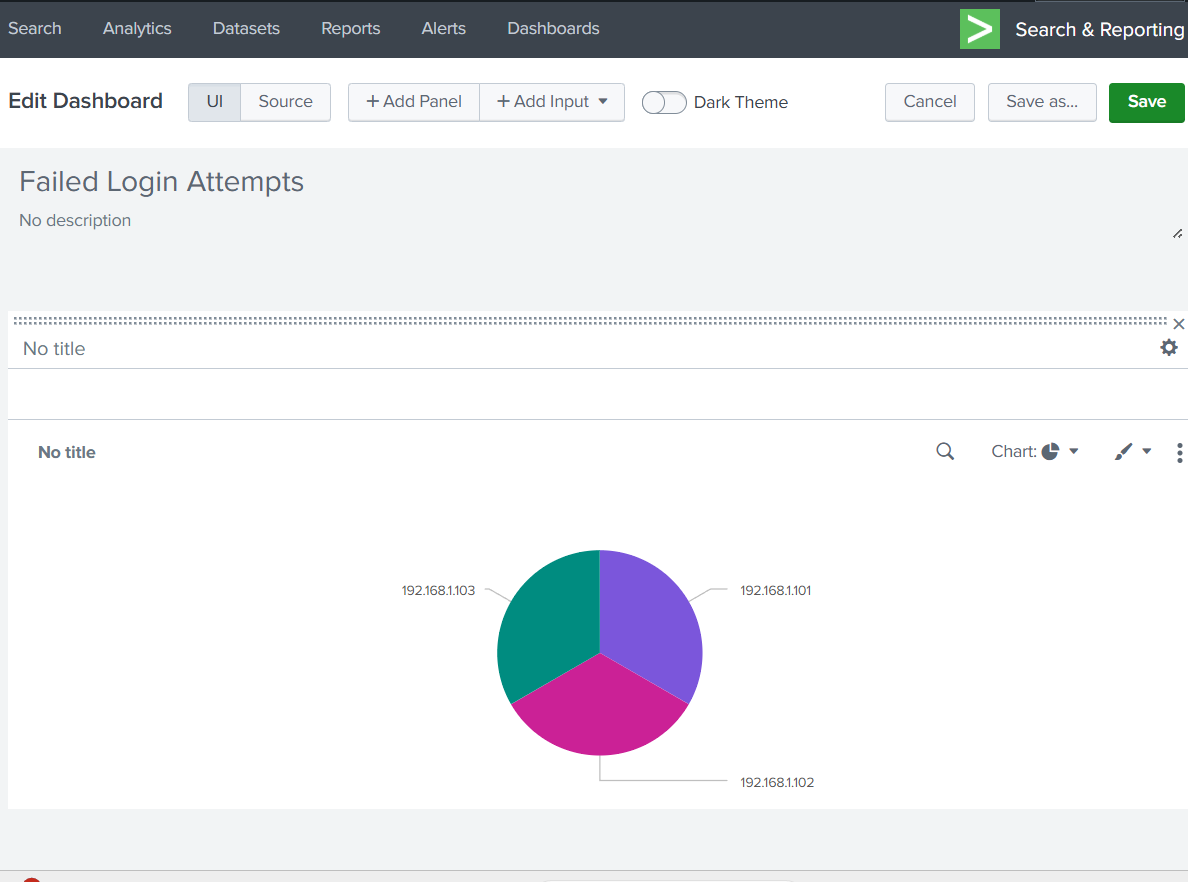 Search Analytics Datasets Reports Alerts Dashboards Search & Reporting
Edit Dashboard UI Source + Add Panel + Add Input Dark Theme Cancel Save as... Save
Failed Login Attempts
No description
No title
No title Chart:
192.168.1.103 192.168.1.101
192.168.1.102